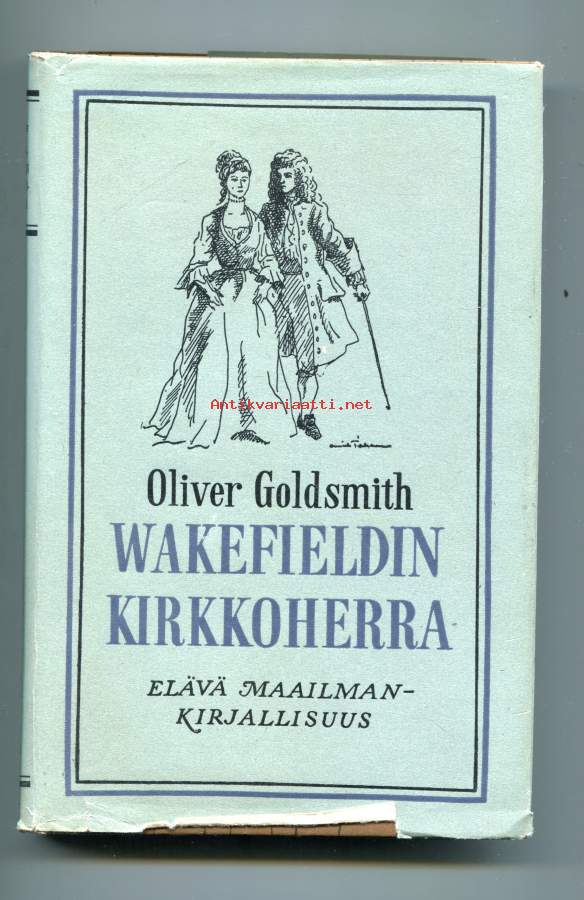 Antikvariaatti.net
Oliver Goldsmith
WAKEFIELDIN
KIRKKOHERRA
ELÄVÄ MAAILMAN-
KIRJALLISUUS